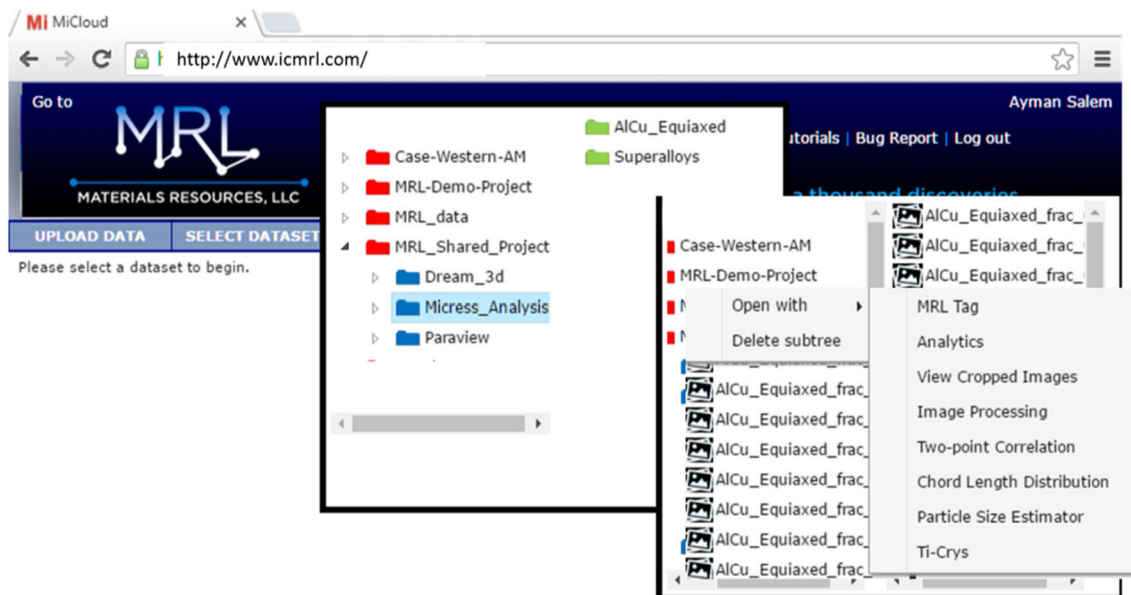 Mi MiCloud
http://www.icmrl.com/
Go to
Ayman Salem
MRL
MATERIALS RESOURCES, LLC
Bug Report | Log out
a thousand discoveries
UPLOAD DATA
SELECT DATASET
Please select a dataset to begin.
Case-Western-AM
MRL-Demo-Project
MRL_data
MRL_Shared_Project
Dream_3d
Micress_Analysis
Paraview
AlCu_Equiaxed
Superalloys
Case-Western-AM
MRL-Demo-Project
AlCu_Equiaxed_frac_
AlCu_Equiaxed_frac_
AlCu_Equiaxed_frac_
Open with
Delete subtree
MRL Tag
Analytics
View Cropped Images
Image Processing
Two-point Correlation
Chord Length Distribution
Particle Size Estimator
Ti-Crys
AlCu_Equiaxed_frac_
AlCu_Equiaxed_frac_
AlCu_Equiaxed_frac_
AlCu_Equiaxed_frac_
AlCu_Equiaxed_frac_
AlCu_Equiaxed_frac_
AlCu_Equiaxed_frac_